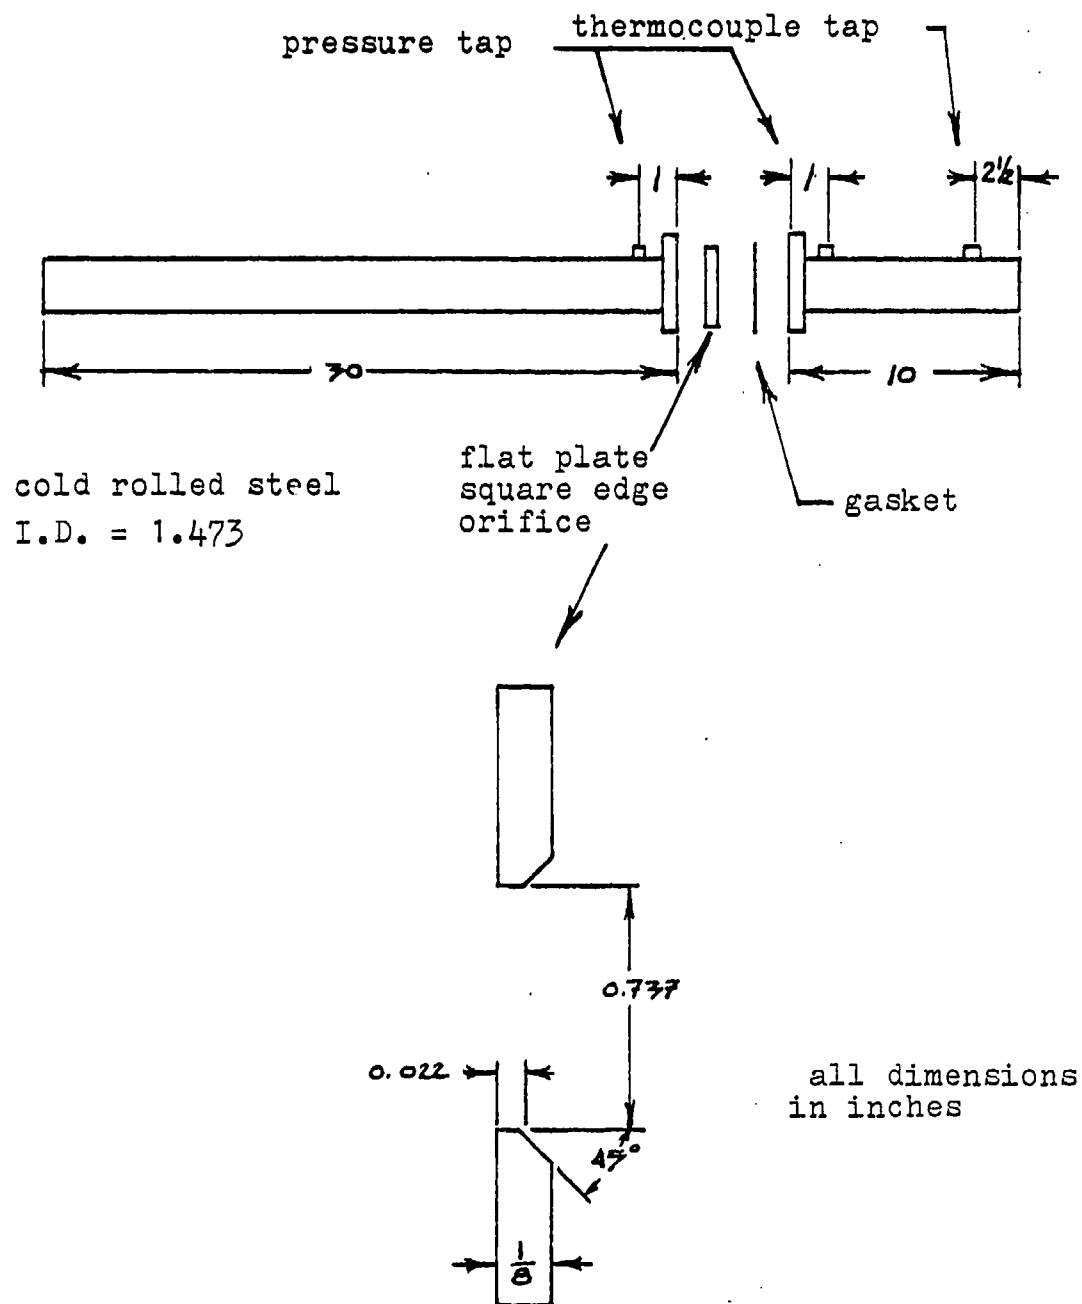 pressure tap
thermocouple tap
1
1
2½
30
10
cold rolled steel
I.D. = 1.473
flat plate
square edge
orifice
gasket
0.737
0.022
all dimensions
in inches
45°
1/8